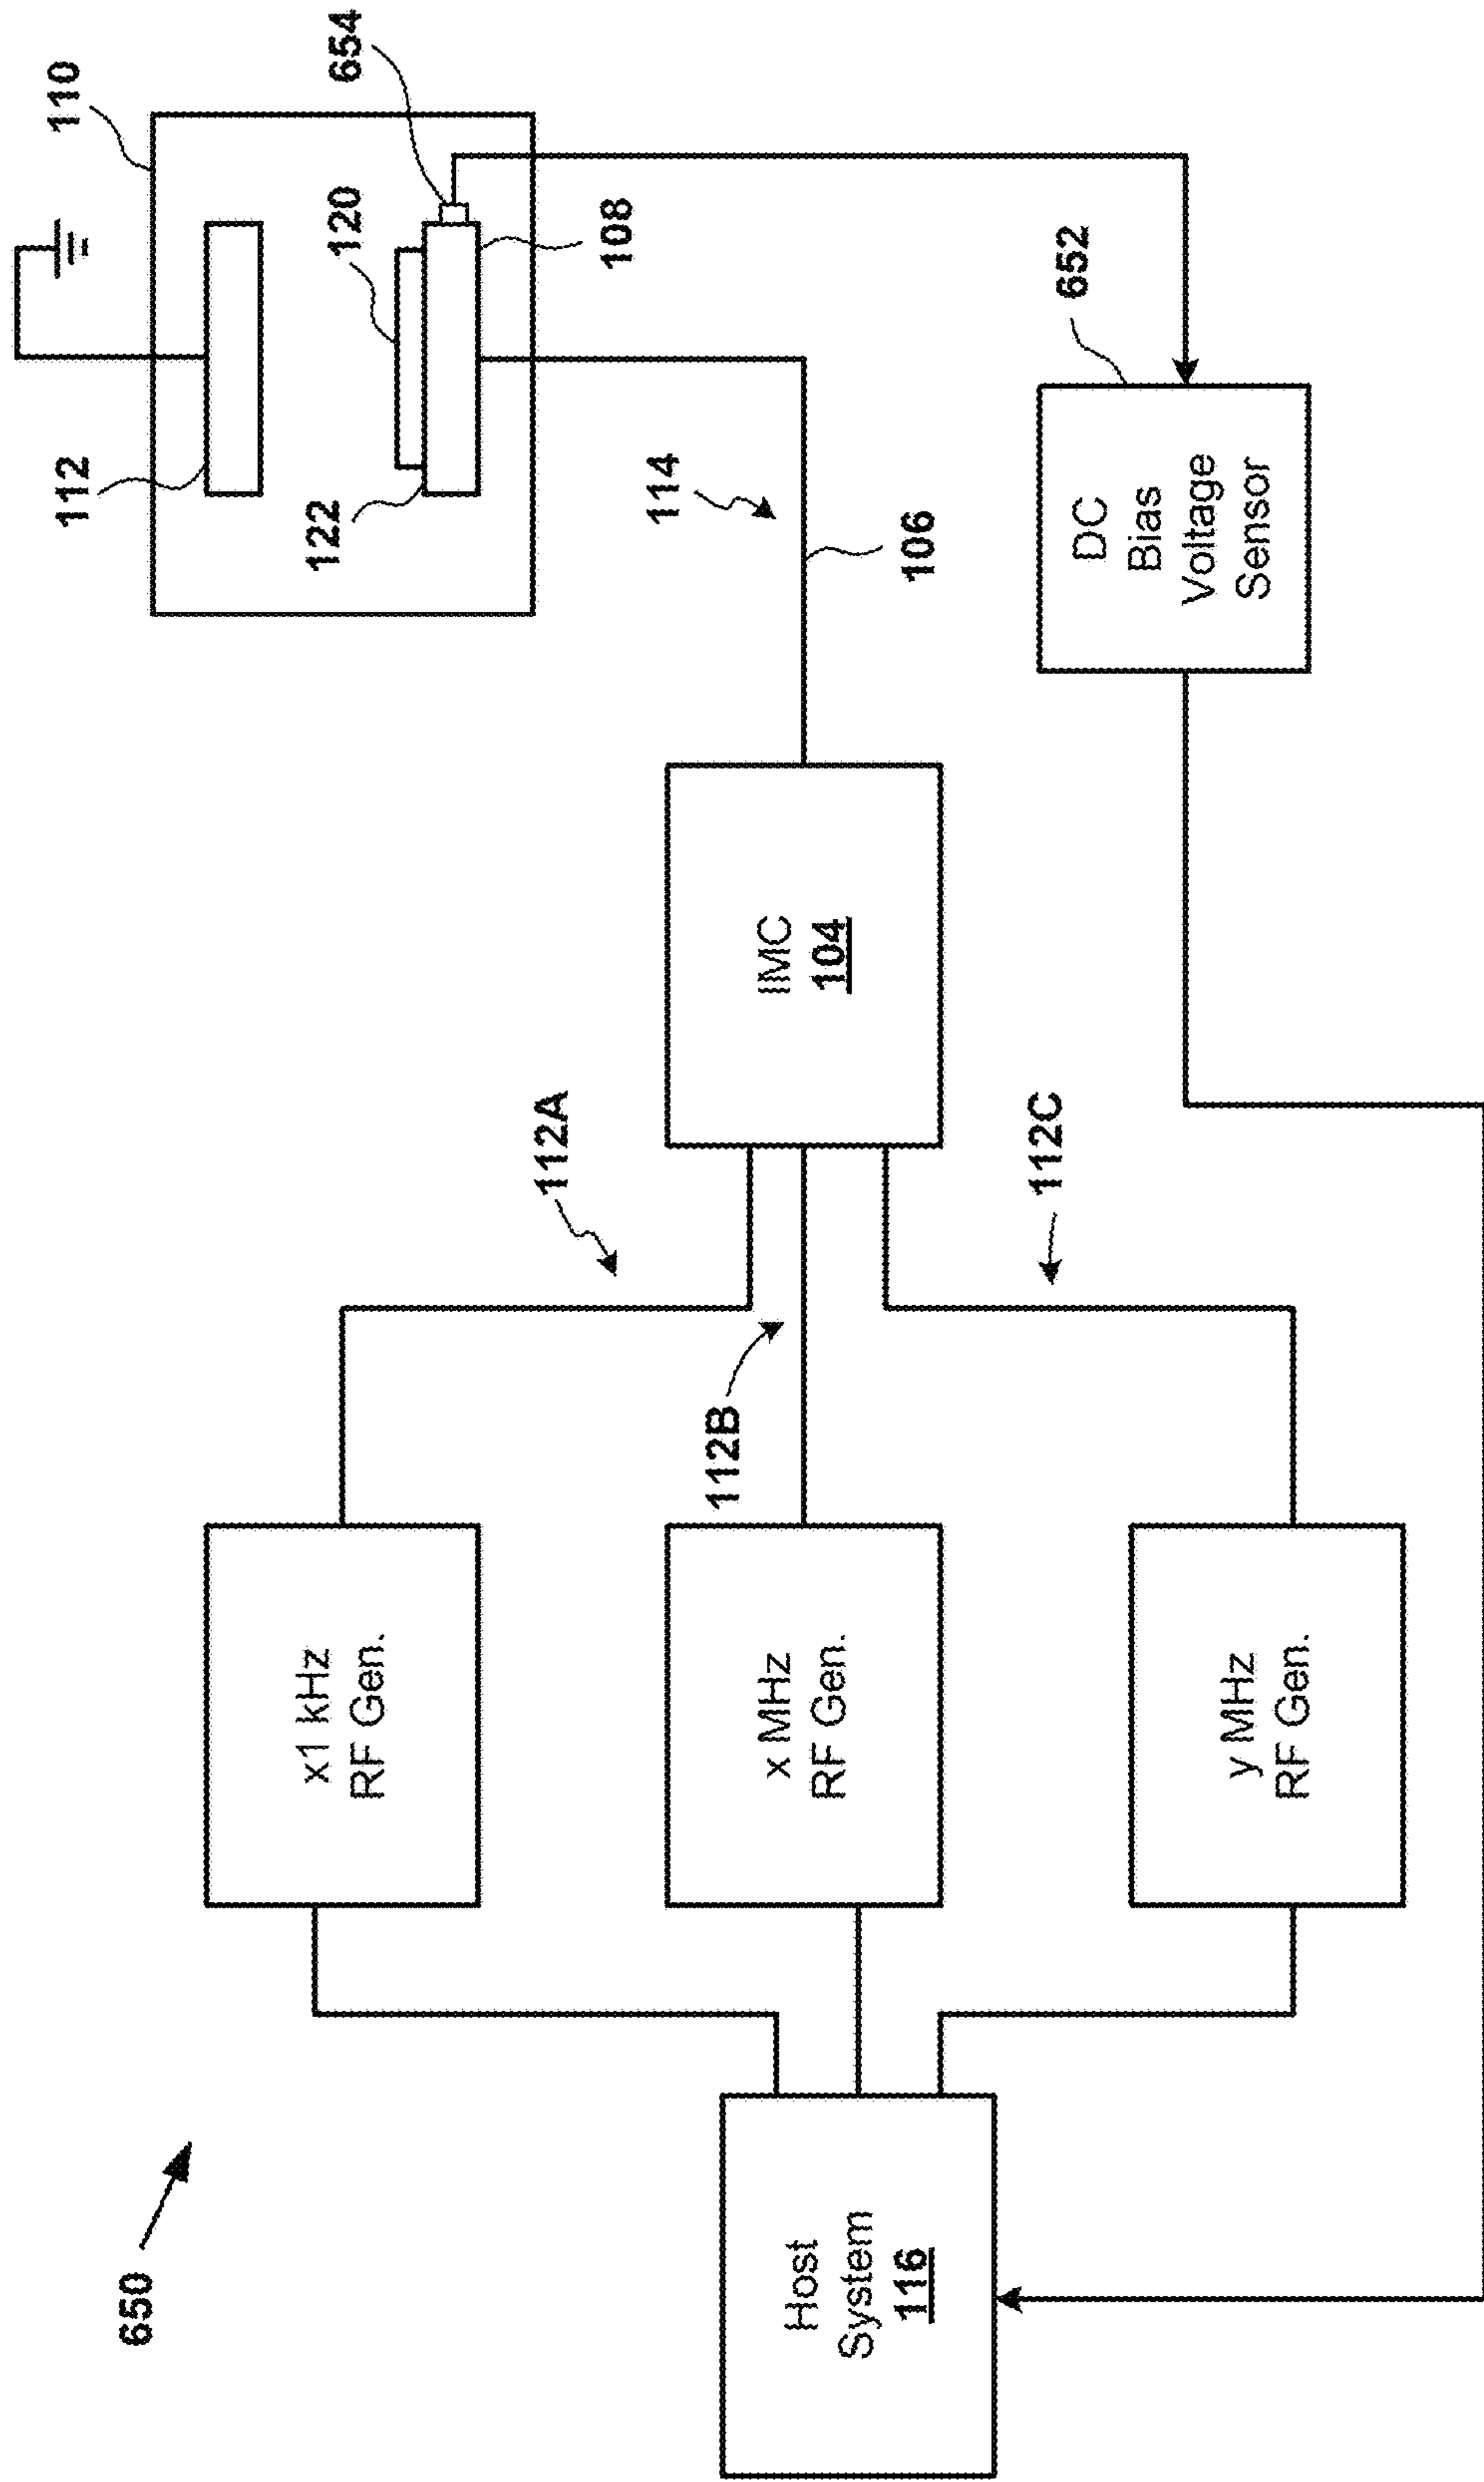 650
Host
System
116
x1 kHz
RF Gen.
x MHz
RF Gen.
y MHz
RF Gen.
112A
112B
112C
IMC
104
114
106
110
112
120
122
654
108
652
DC
Bias
Voltage
Sensor